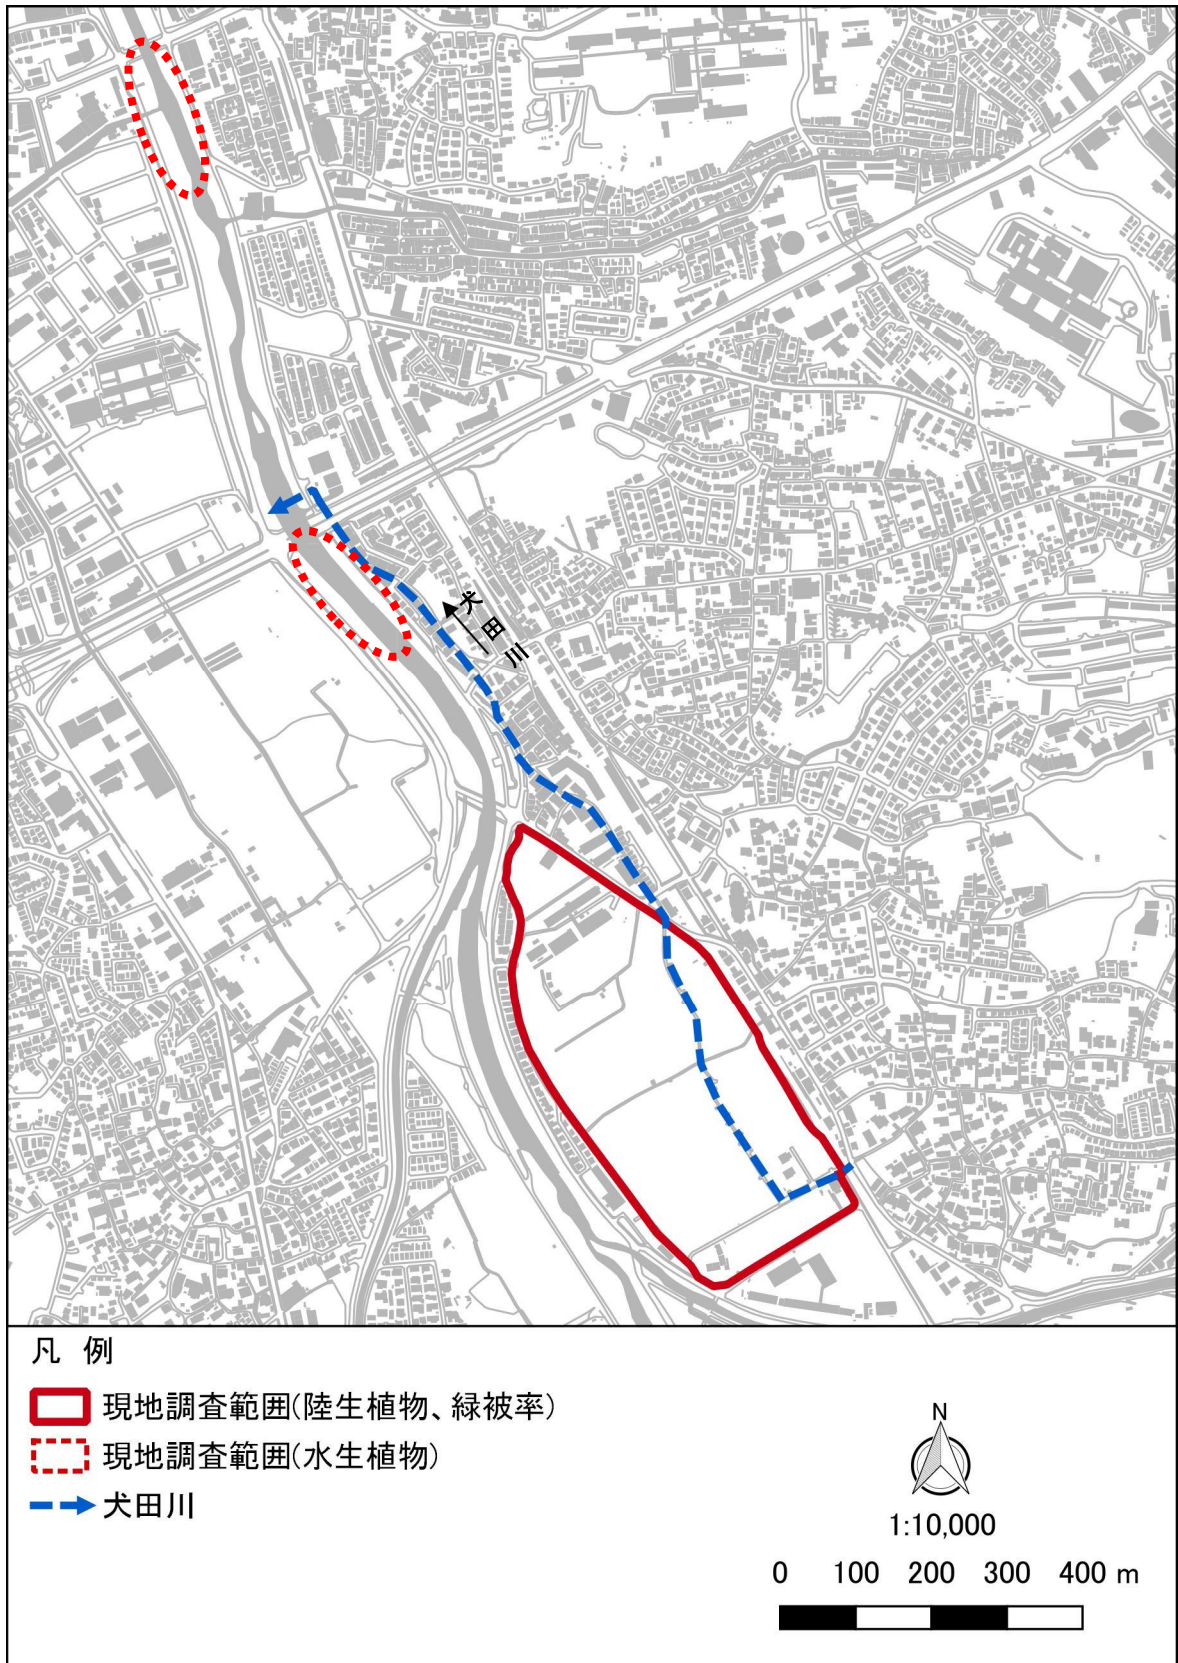 犬田川
凡 例
現地調査範囲(陸生植物、緑被率)
現地調査範囲(水生植物)
犬田川
N
1:10,000
0 100 200 300 400 m